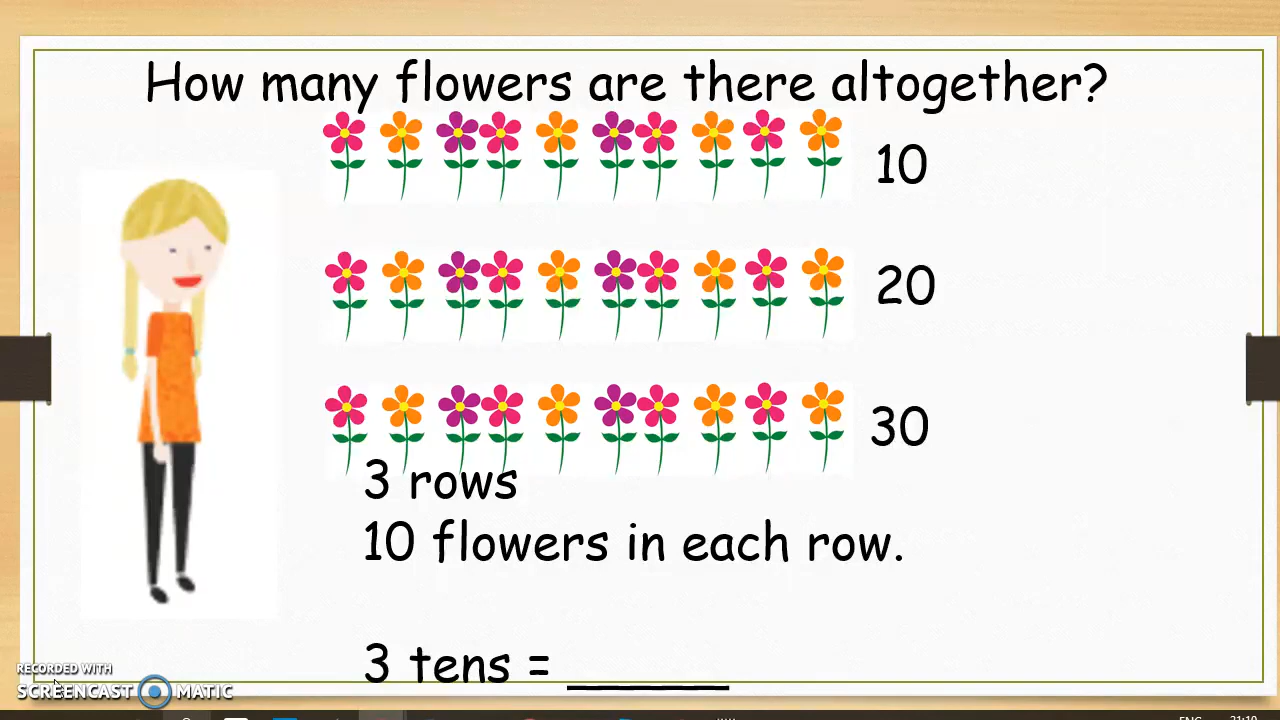 How many flowers are there altogether?
10
20
30
3 rows
10 flowers in each row.
3 tens = ______
RECORDED WITH
SCREENCAST MATIC